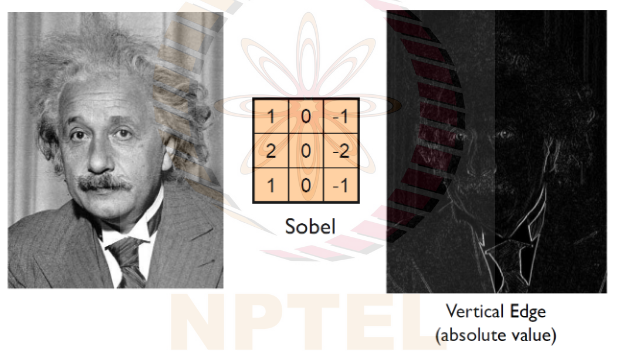 1 0 -1
2 0 -2
1 0 -1
Sobel
Vertical Edge
(absolute value)
NPTEL